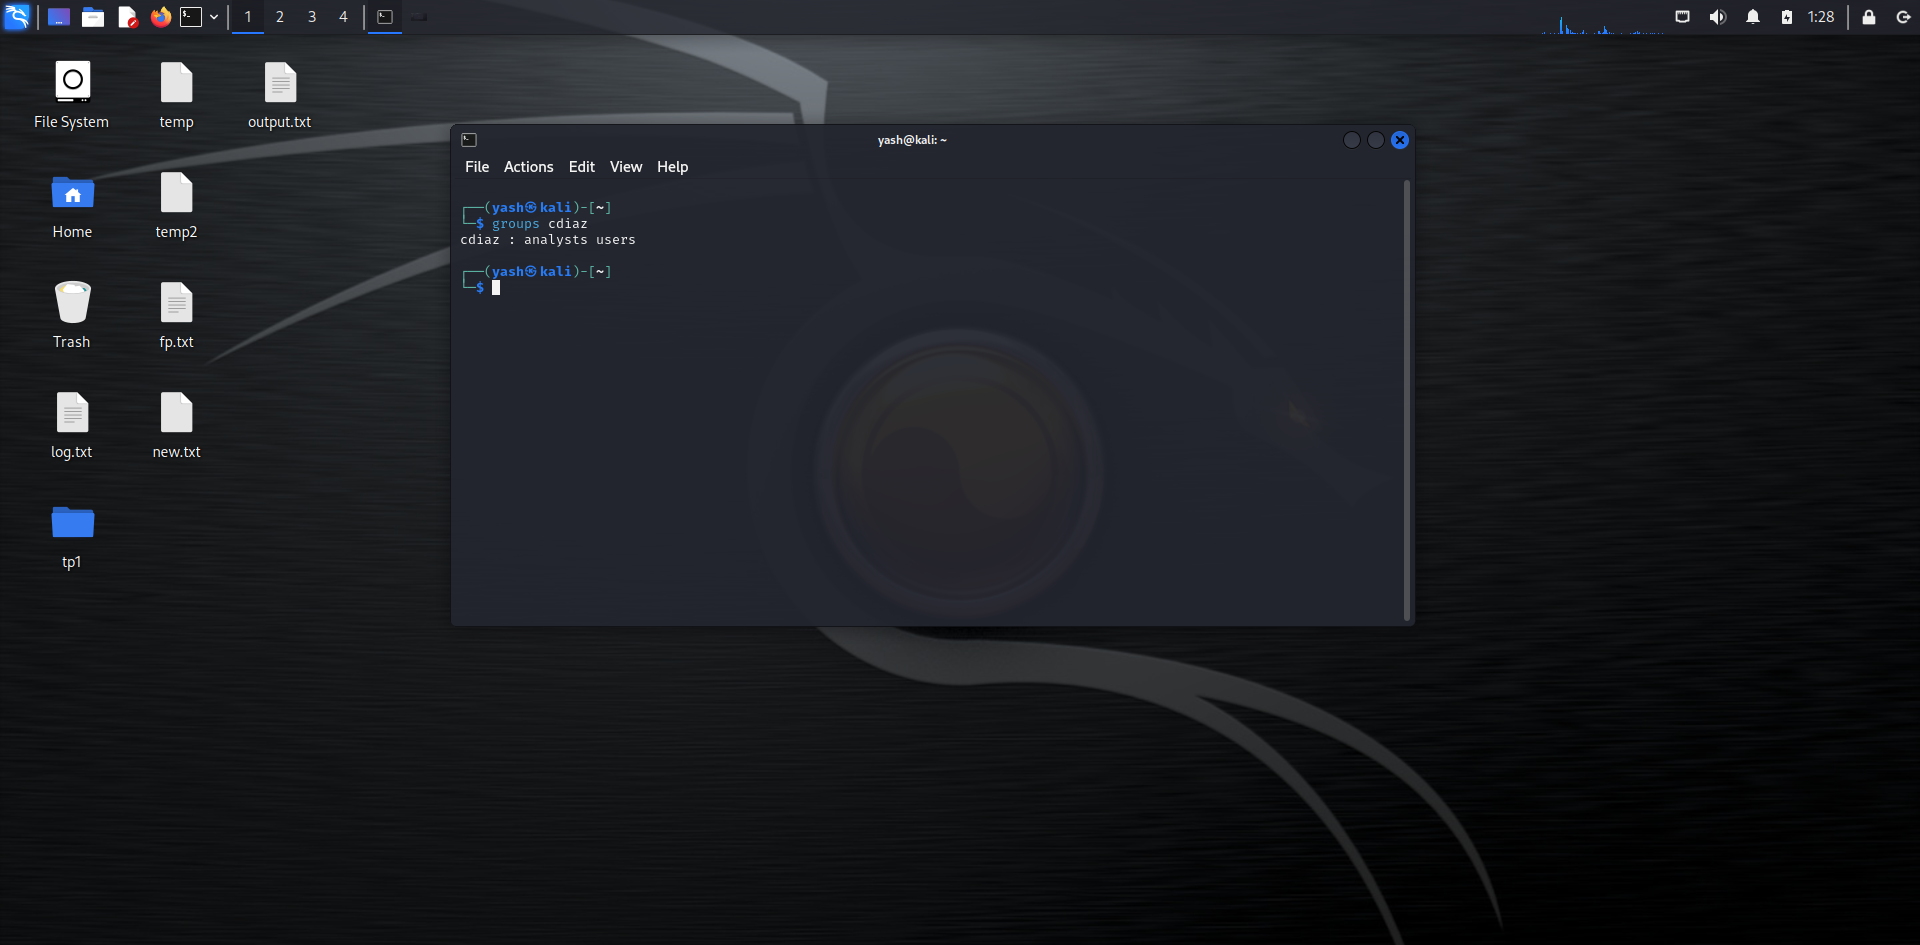 1 2 3 4
1:28
File System
temp
output.txt
Home
temp2
Trash
fp.txt
log.txt
new.txt
tp1
yash@kali: ~
File Actions Edit View Help
┌──(yash㉿kali)-[~]
└─$ groups cdiaz
cdiaz : analysts users
┌──(yash㉿kali)-[~]
└─$